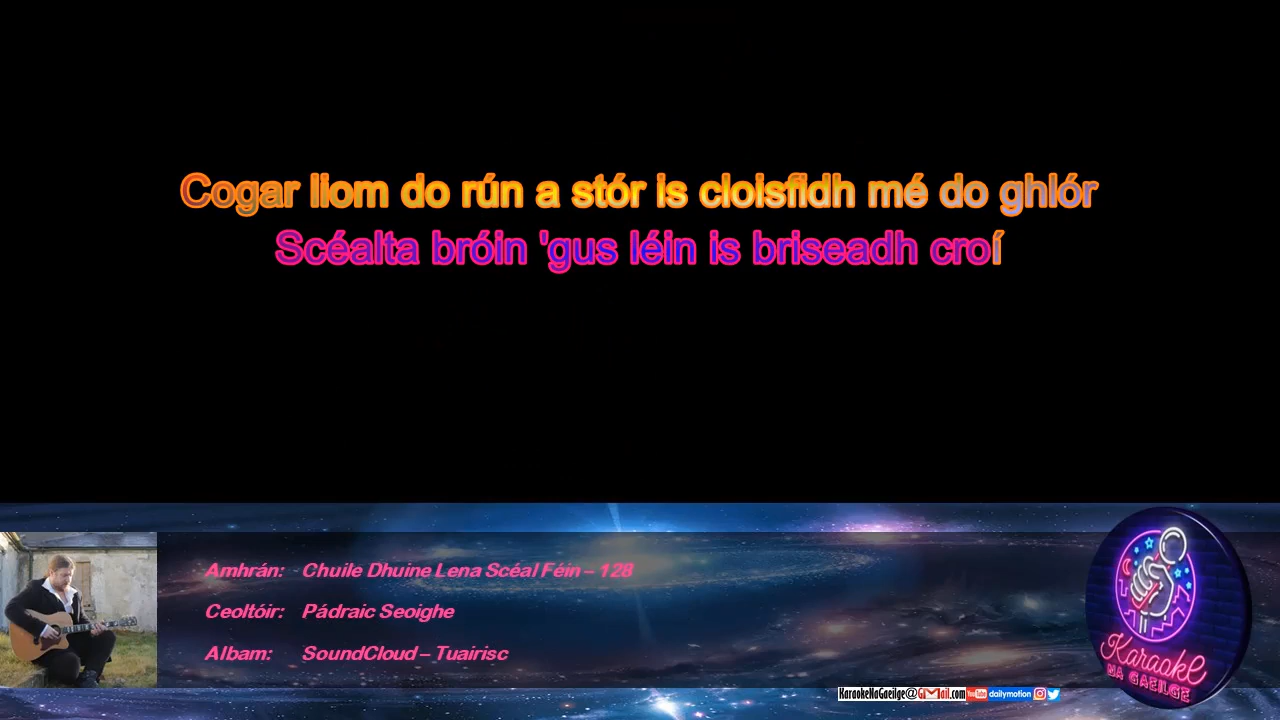 Cogar liom do rún a stór is cloisfidh mé do ghlór
Scéalta bróin 'gus léin is briseadh croí
Amhrán: Chuile Dhuine Lena Scéal Féin – 128
Ceoltóir: Pádraic Seoighe
Albam: SoundCloud – Tuairisc
KaraokeNaGaeilge@GMail.com YouTube dailymotion
Karaoke
NA GAEILGE